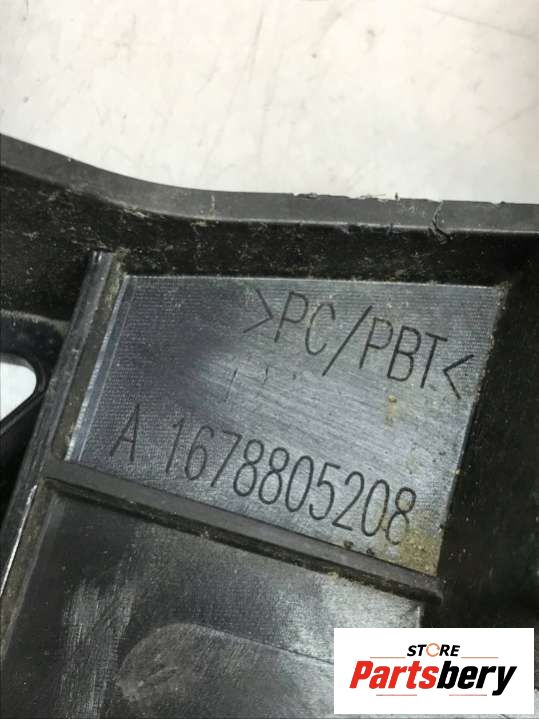 >PC/PBT<
A 1678805208
STORE
Partsbery